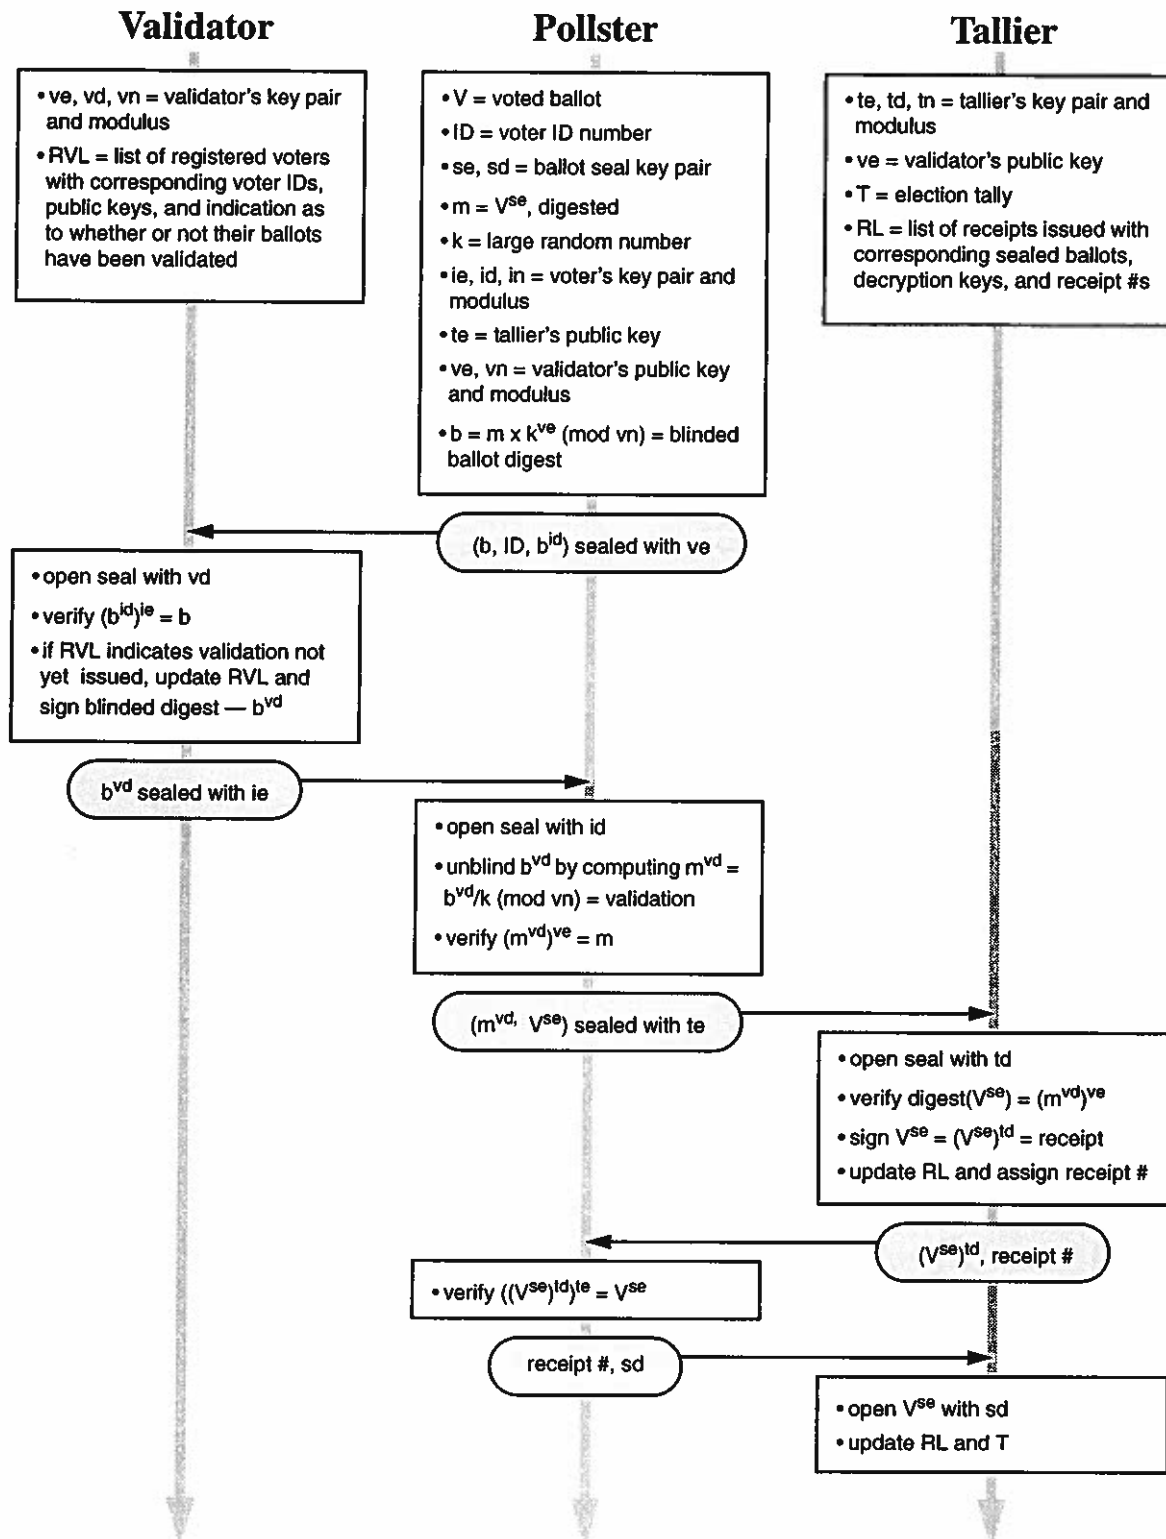 Validator
Pollster
Tallier
• ve, vd, vn = validator's key pair
and modulus
• RVL = list of registered voters
with corresponding voter IDs,
public keys, and indication as
to whether or not their ballots
have been validated
• V = voted ballot
• ID = voter ID number
• se, sd = ballot seal key pair
• m = V^se, digested
• k = large random number
• ie, id, in = voter's key pair and
modulus
• te = tallier's public key
• ve, vn = validator's public key
and modulus
• b = m x k^ve (mod vn) = blinded
ballot digest
• te, td, tn = tallier's key pair and
modulus
• ve = validator's public key
• T = election tally
• RL = list of receipts issued with
corresponding sealed ballots,
decryption keys, and receipt #s
(b, ID, b^id) sealed with ve
• open seal with vd
• verify (b^id)^ie = b
• if RVL indicates validation not
yet issued, update RVL and
sign blinded digest — b^vd
b^vd sealed with ie
• open seal with id
• unblind b^vd by computing m^vd =
b^vd/k (mod vn) = validation
• verify (m^vd)^ve = m
(m^vd, V^se) sealed with te
• open seal with td
• verify digest(V^se) = (m^vd)^ve
• sign V^se = (V^se)^td = receipt
• update RL and assign receipt #
(V^se)^td, receipt #
• verify ((V^se)^td)^te = V^se
receipt #, sd
• open V^se with sd
• update RL and T